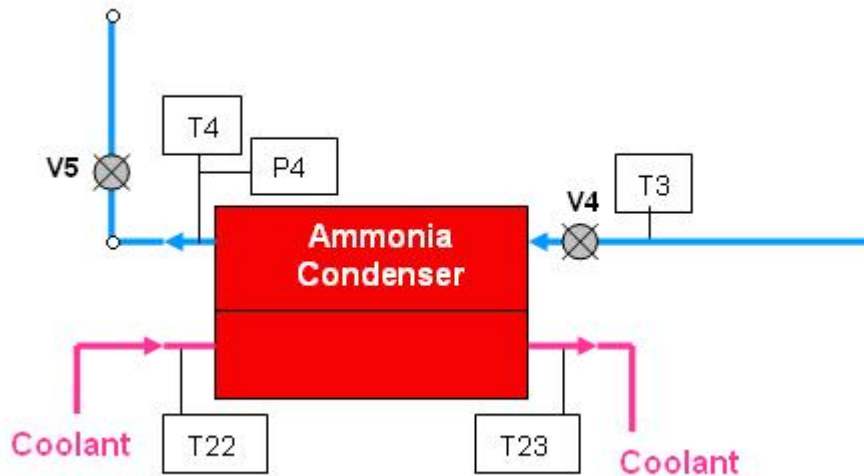 T4
V5
P4
T3
V4
Ammonia
Condenser
Coolant
T22
T23
Coolant